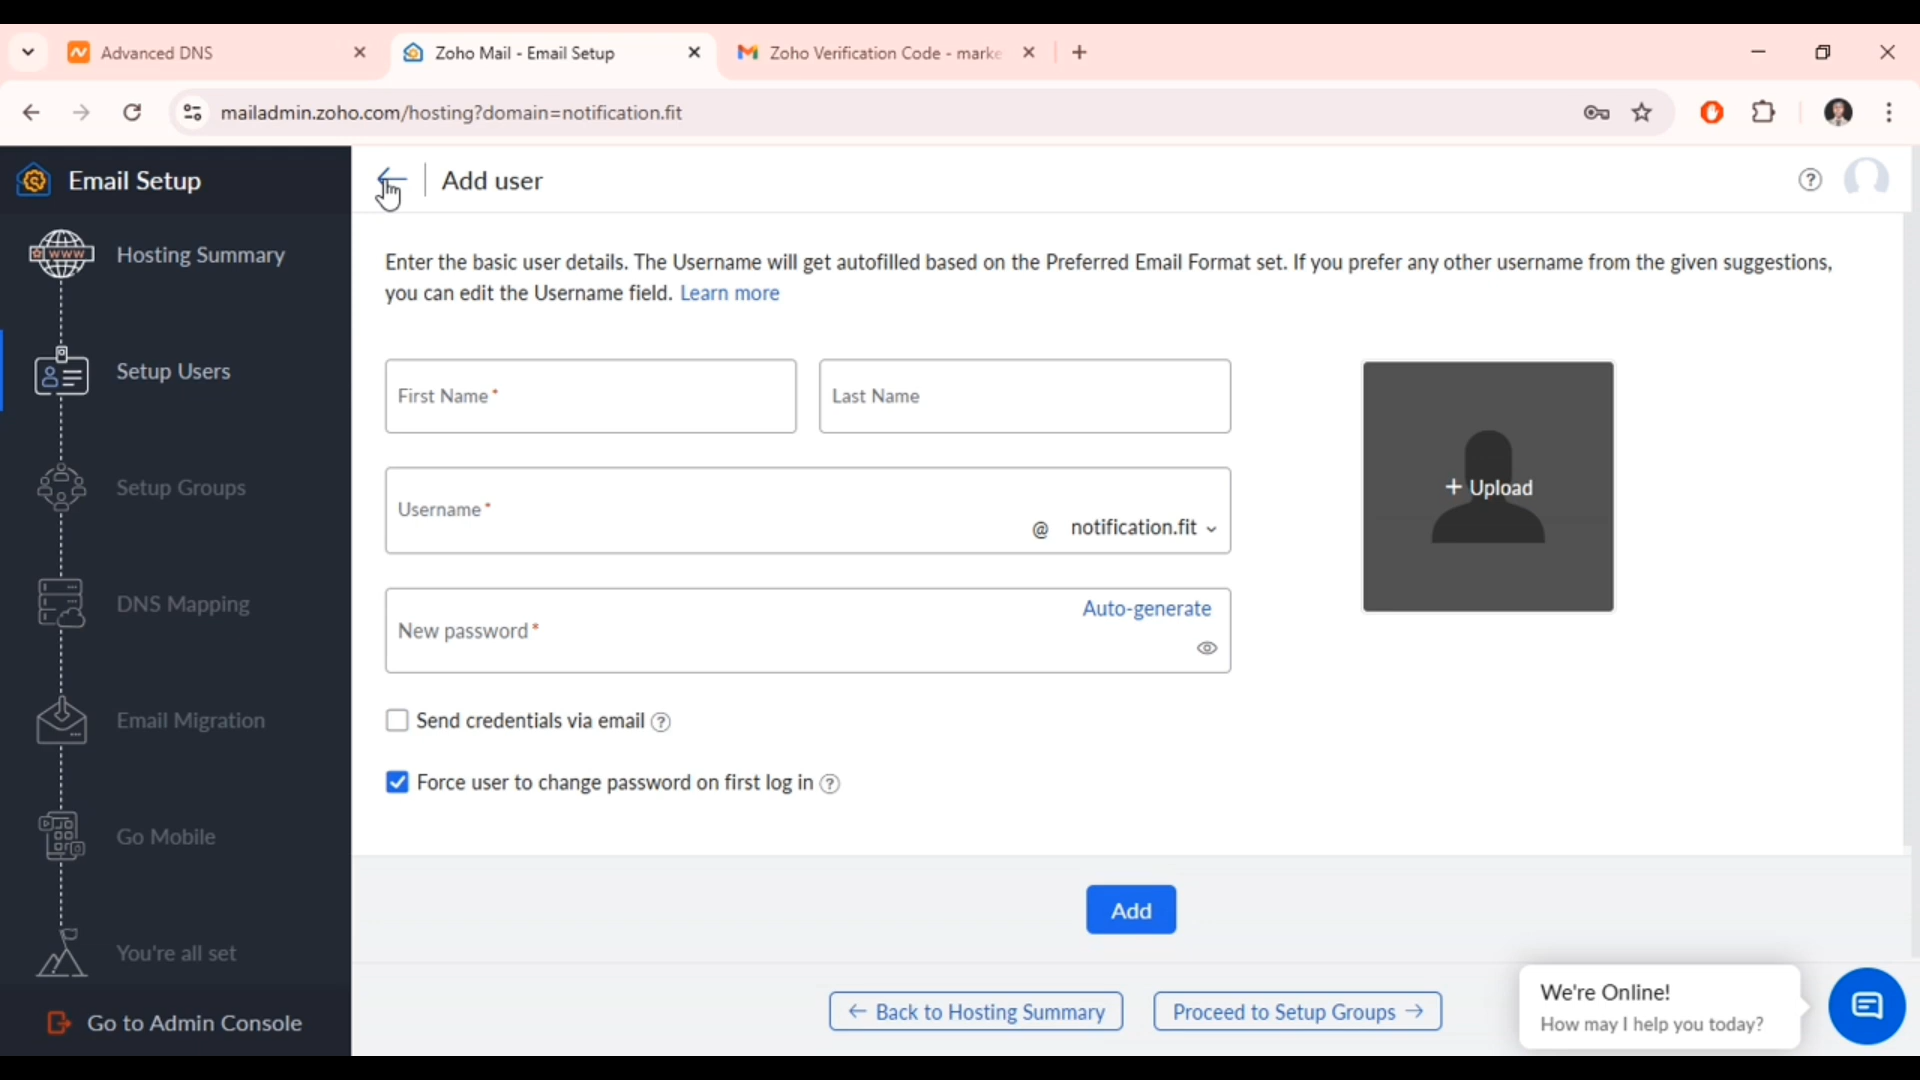 Advanced DNS
Zoho Mail - Email Setup
Zoho Verification Code - marke
mailadmin.zoho.com/hosting?domain=notification.fit
Email Setup
Add user
www
Hosting Summary
Enter the basic user details. The Username will get autofilled based on the Preferred Email Format set. If you prefer any other username from the given suggestions,
you can edit the Username field. Learn more
Setup Users
First Name*
Last Name
+ Upload
Setup Groups
Username*
@ notification.fit
DNS Mapping
Auto-generate
New password*
Email Migration
Send credentials via email
Force user to change password on first log in
Go Mobile
Add
You're all set
Go to Admin Console
← Back to Hosting Summary
Proceed to Setup Groups →
We're Online!
How may I help you today?